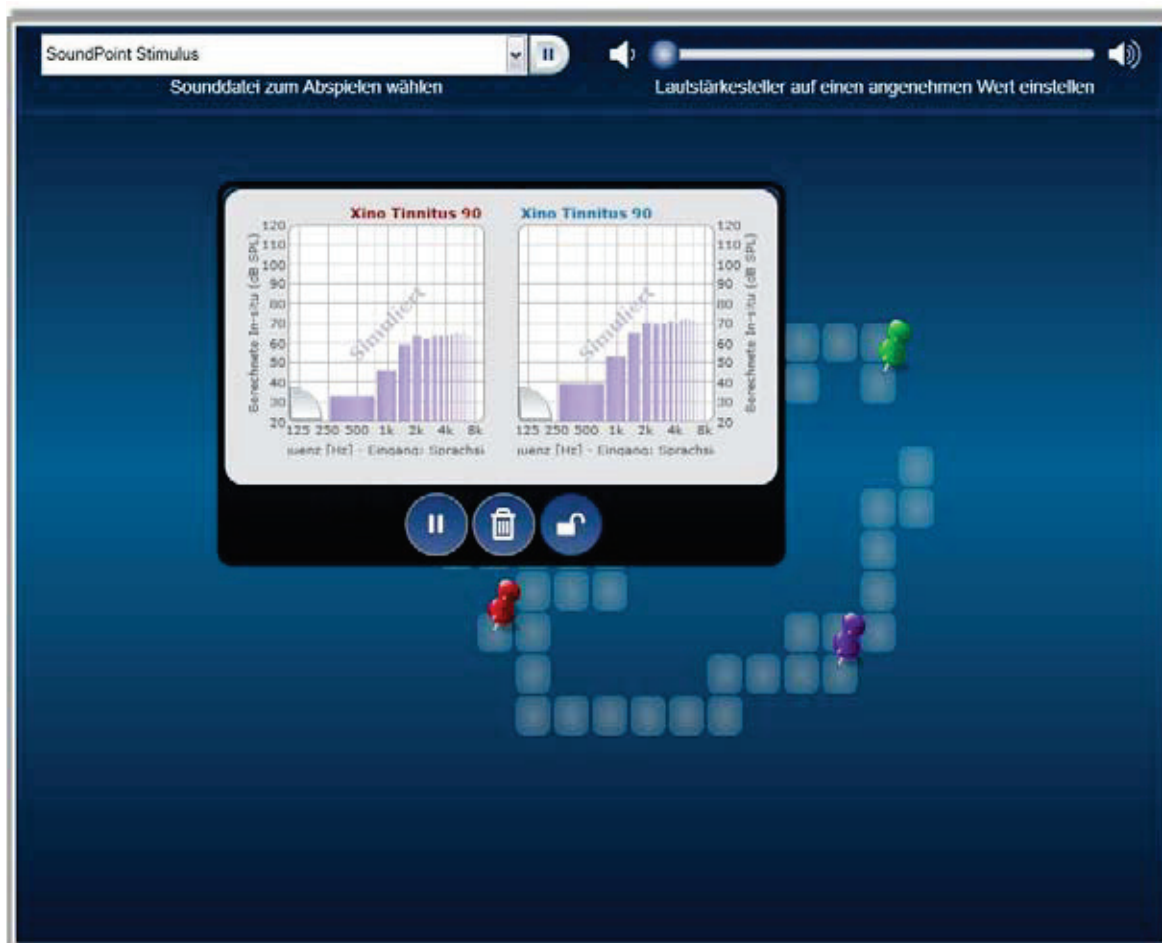 SoundPoint Stimulus
Sounddatei zum Abspielen wählen
Lautstärkesteller auf einen angenehmen Wert einstellen
Xino Tinnitus 90
Berechnete In-situ (dB SPL)
120
110
100
90
80
70
60
50
40
30
20
Simuliert
125 250 500 1k 2k 4k 8k
uenz [Hz] - Eingang: Sprachsi
Xino Tinnitus 90
120
110
100
90
80
70
60
50
40
30
20
Berechnete In-situ (dB SPL)
Simuliert
125 250 500 1k 2k 4k 8k
uenz [Hz] - Eingang: Sprachsi